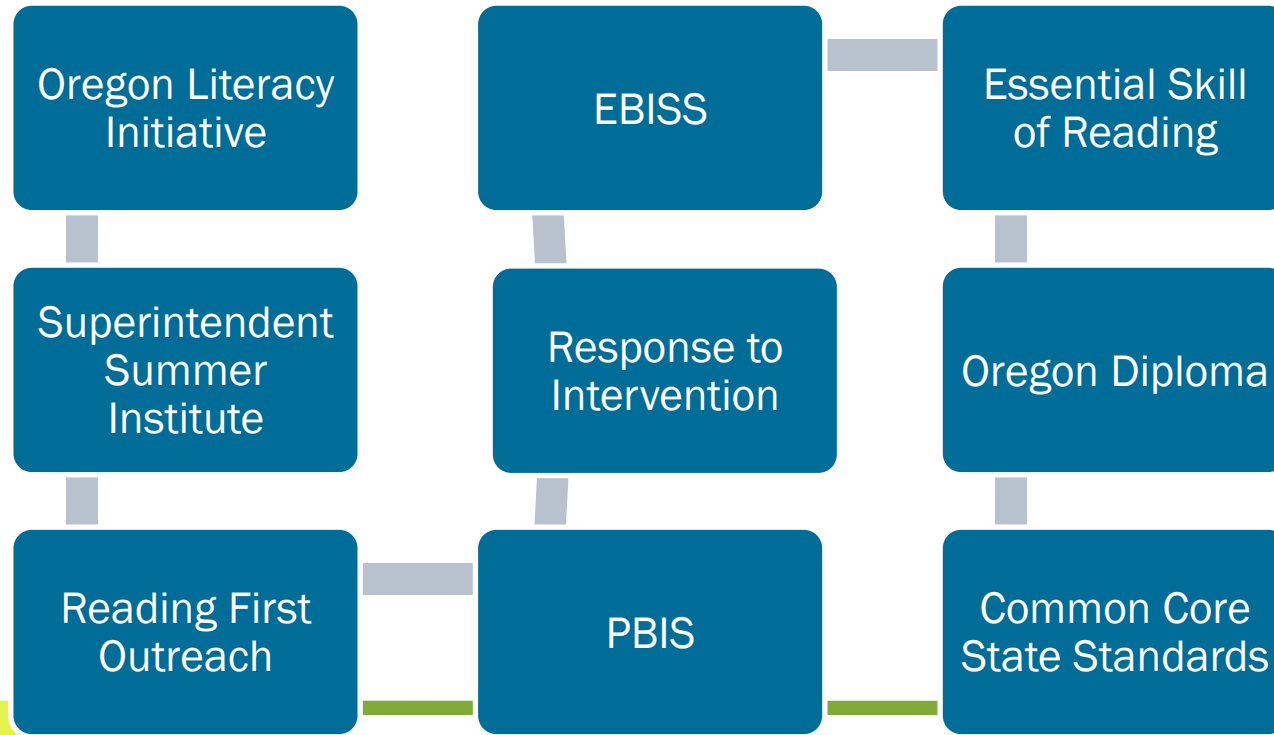 Oregon Literacy
Initiative
Superintendent
Summer
Institute
Reading First
Outreach
PBIS
Response to
Intervention
EBISS
Essential Skill
of Reading
Oregon Diploma
Common Core
State Standards